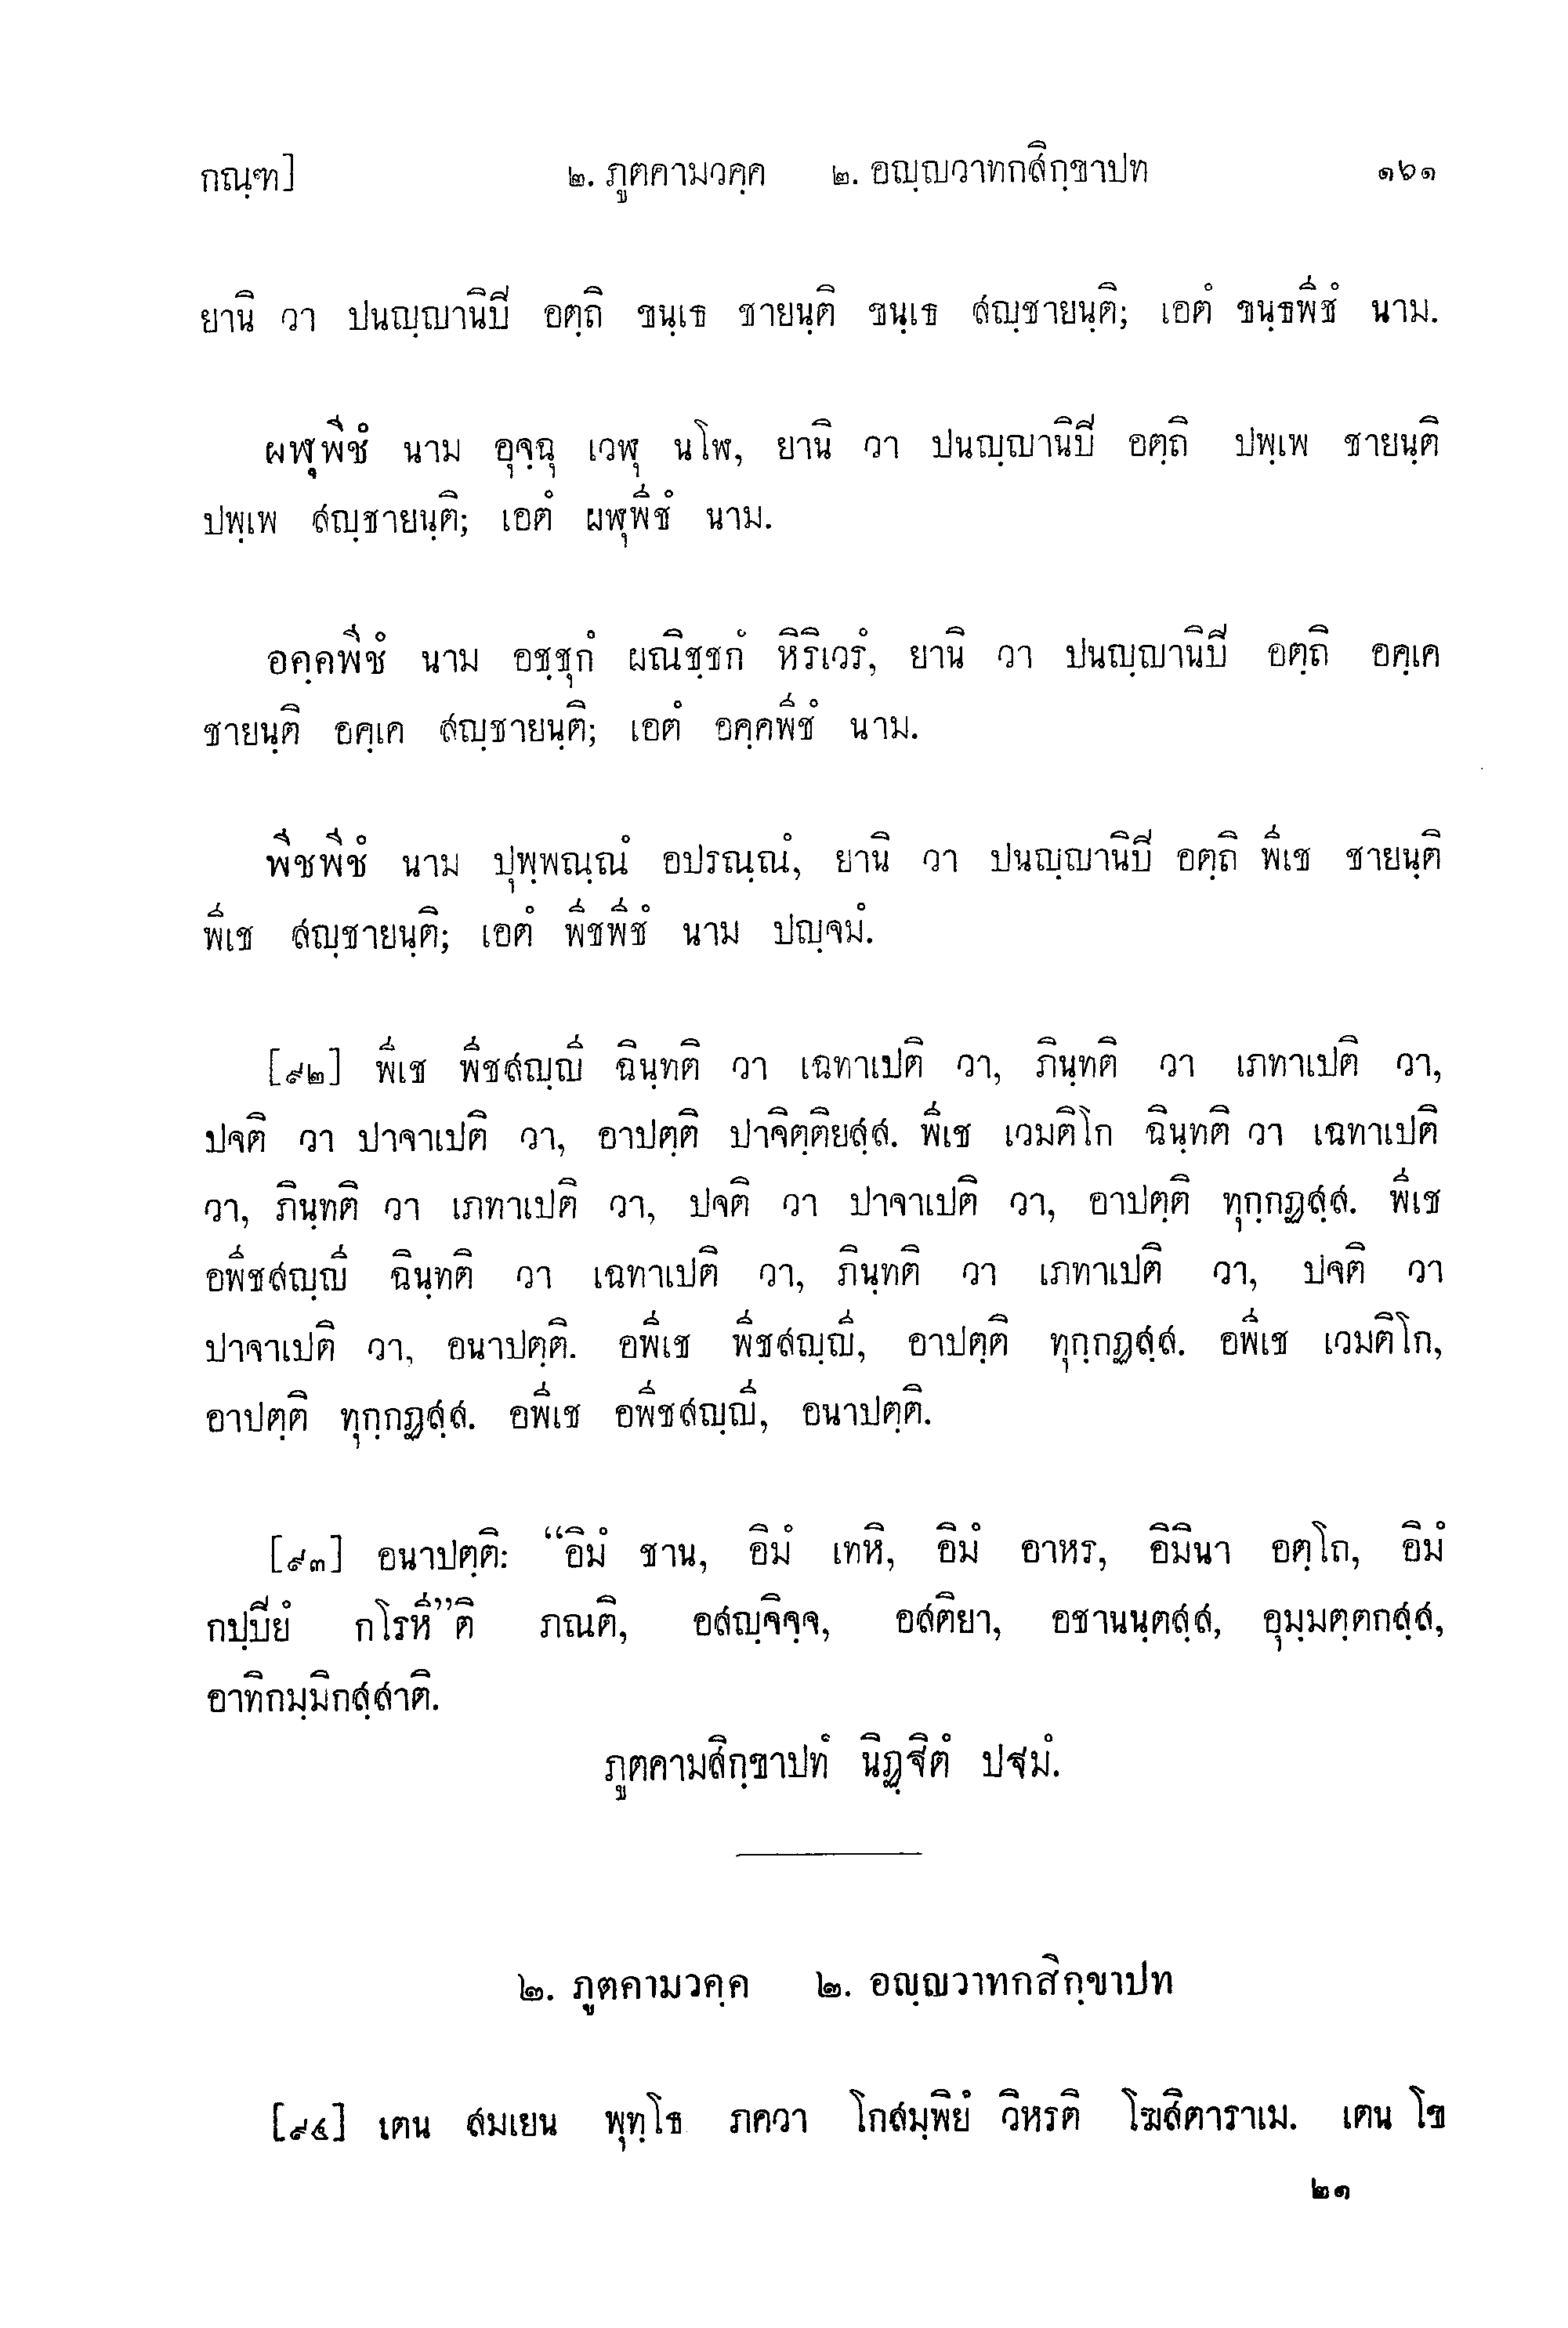 กณฺฑ] ๒. ภูตคามวคฺค ๒. อญฺญวาทกสิกฺขาปท ๑๖๑
ยานิ วา ปนญฺญานิปี อตฺถิ ขนฺเธ ชายนฺติ ขนฺเธ สญฺชายนฺติ; เอตํ ขนฺธพีชํ นาม.
ผฬุพีชํ นาม อุจฺฉุ เวฬุ นโฬ, ยานิ วา ปนญฺญานิปี อตฺถิ ปพฺเพ ชายนฺติ
ปพฺเพ สญฺชายนฺติ; เอตํ ผฬุพีชํ นาม.
อคฺคพีชํ นาม อชฺชุกํ ผณิชฺชกํ หิริเวรํ, ยานิ วา ปนญฺญานิปี อตฺถิ อคฺเค
ชายนฺติ อคฺเค สญฺชายนฺติ; เอตํ อคฺคพีชํ นาม.
พีชพีชํ นาม ปุพฺพณฺณํ อปรณฺณํ, ยานิ วา ปนญฺญานิปี อตฺถิ พีเช ชายนฺติ
พีเช สญฺชายนฺติ; เอตํ พีชพีชํ นาม ปญฺจมํ.
[๙๒] พีเช พีชสญฺญี ฉินฺทติ วา เฉทาเปติ วา, ภินฺทติ วา เภทาเปติ วา,
ปจติ วา ปาจาเปติ วา, อาปตฺติ ปาจิตฺติยสฺส. พีเช เวมติโก ฉินฺทติ วา เฉทาเปติ
วา, ภินฺทติ วา เภทาเปติ วา, ปจติ วา ปาจาเปติ วา, อาปตฺติ ทุกฺกฏสฺส. พีเช
อพีชสญฺญี ฉินฺทติ วา เฉทาเปติ วา, ภินฺทติ วา เภทาเปติ วา, ปจติ วา
ปาจาเปติ วา, อนาปตฺติ. อพีเช พีชสญฺญี, อาปตฺติ ทุกฺกฏสฺส. อพีเช เวมติโก,
อาปตฺติ ทุกฺกฏสฺส. อพีเช อพีชสญฺญี, อนาปตฺติ.
[๙๓] อนาปตฺติ: “อิมํ ชาน, อิมํ เทหิ, อิมํ อาหร, อิมินา อตฺโถ, อิมํ
กปฺปิยํ กโรหี”ติ ภณติ, อสญฺจิจฺจ, อสติยา, อชานนฺตสฺส, อุมฺมตฺตกสฺส,
อาทิกมฺมิกสฺสาติ.
ภูตคามสิกฺขาปทํ นิฏฺฐิตํ ปฐมํ.
๒. ภูตคามวคฺค ๒. อญฺญวาทกสิกฺขาปท
[๙๔] เตน สมเยน พุทฺโธ ภควา โกสมฺพิยํ วิหรติ โฆสิตาราเม. เตน โข
๒๑